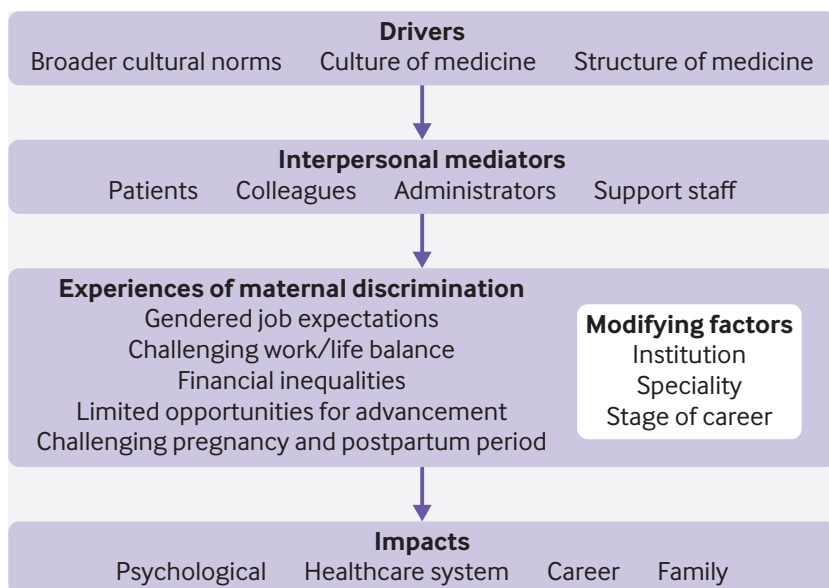 Drivers
Broader cultural norms Culture of medicine Structure of medicine
Interpersonal mediators
Patients Colleagues Administrators Support staff
Experiences of maternal discrimination
Gendered job expectations
Challenging work/life balance
Financial inequalities
Limited opportunities for advancement
Challenging pregnancy and postpartum period
Modifying factors
Institution
Speciality
Stage of career
Impacts
Psychological Healthcare system Career Family